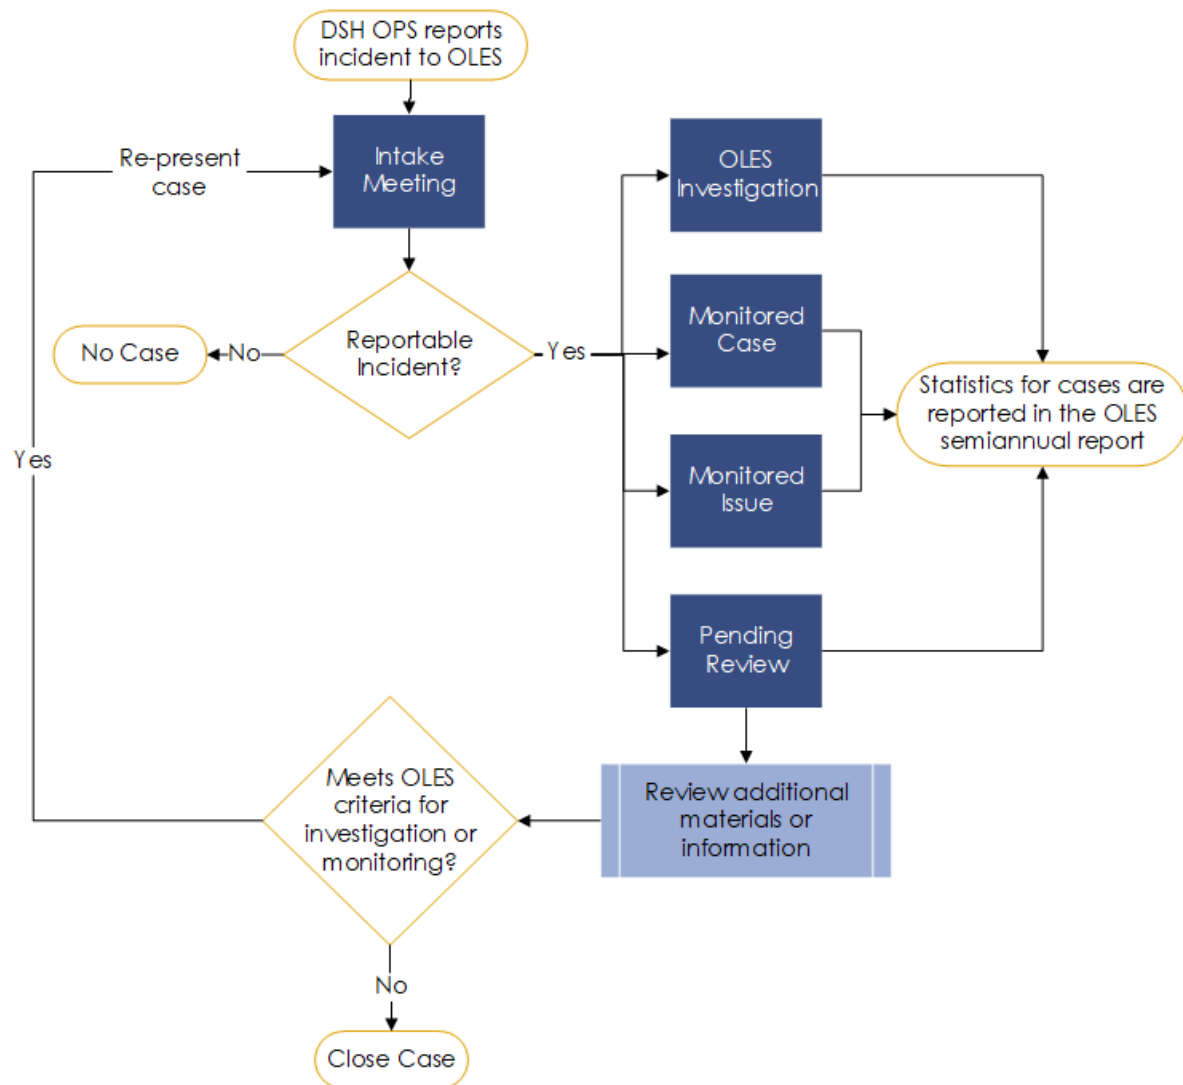 DSH OPS reports
incident to OLES
Intake
Meeting
Re-present
case
Reportable
Incident?
No
No Case
Yes
OLES
Investigation
Monitored
Case
Monitored
Issue
Pending
Review
Statistics for cases are
reported in the OLES
semiannual report
Review additional
materials or
information
Meets OLES
criteria for
investigation or
monitoring?
Yes
No
Close Case